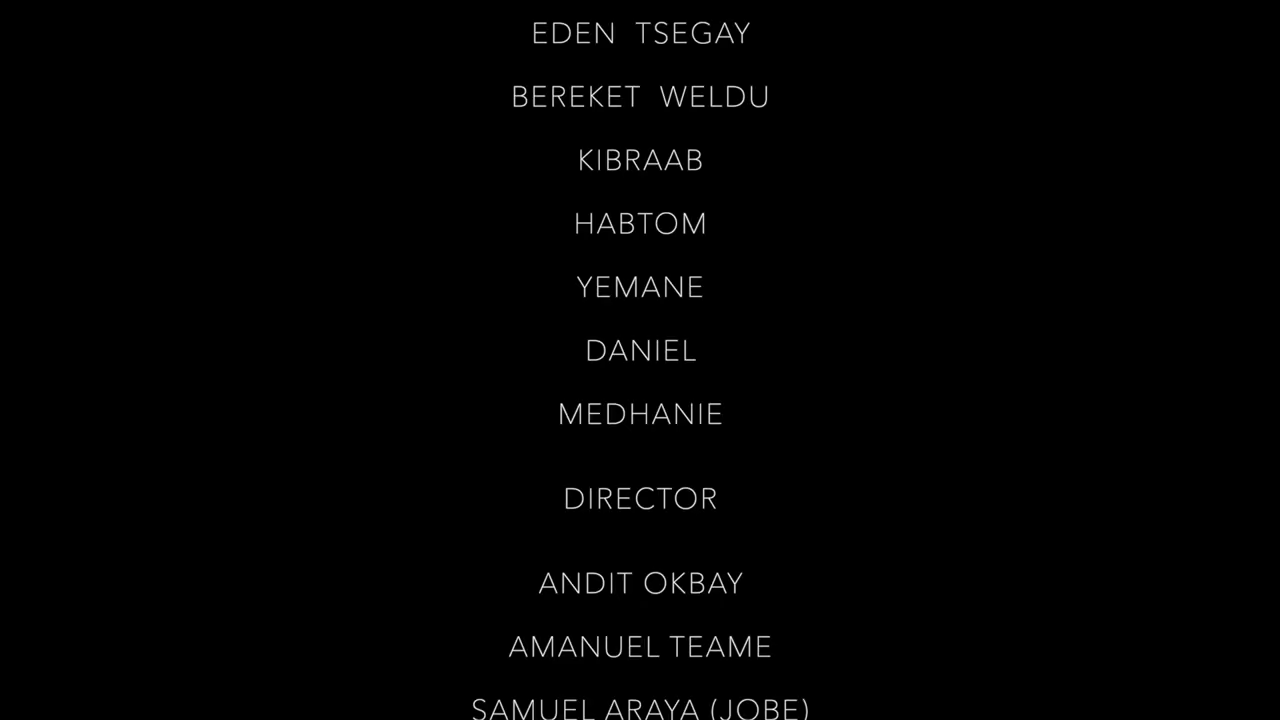 EDEN TSEGAY
BEREKET WELDU
KIBRAAB
HABTOM
YEMANE
DANIEL
MEDHANIE
DIRECTOR
ANDIT OKBAY
AMANUEL TEAME
SAMUEL ARAYA (JOBE)